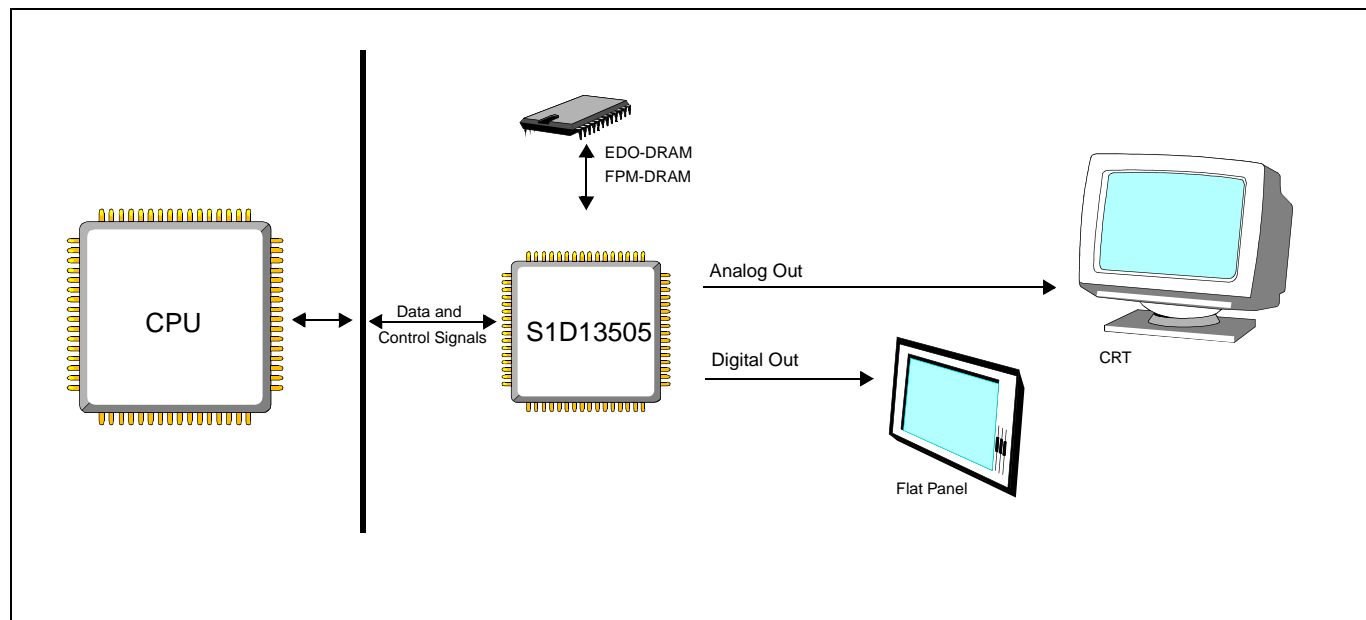 EDO-DRAM
FPM-DRAM
CPU
Data and
Control Signals
S1D13505
Analog Out
Digital Out
CRT
Flat Panel